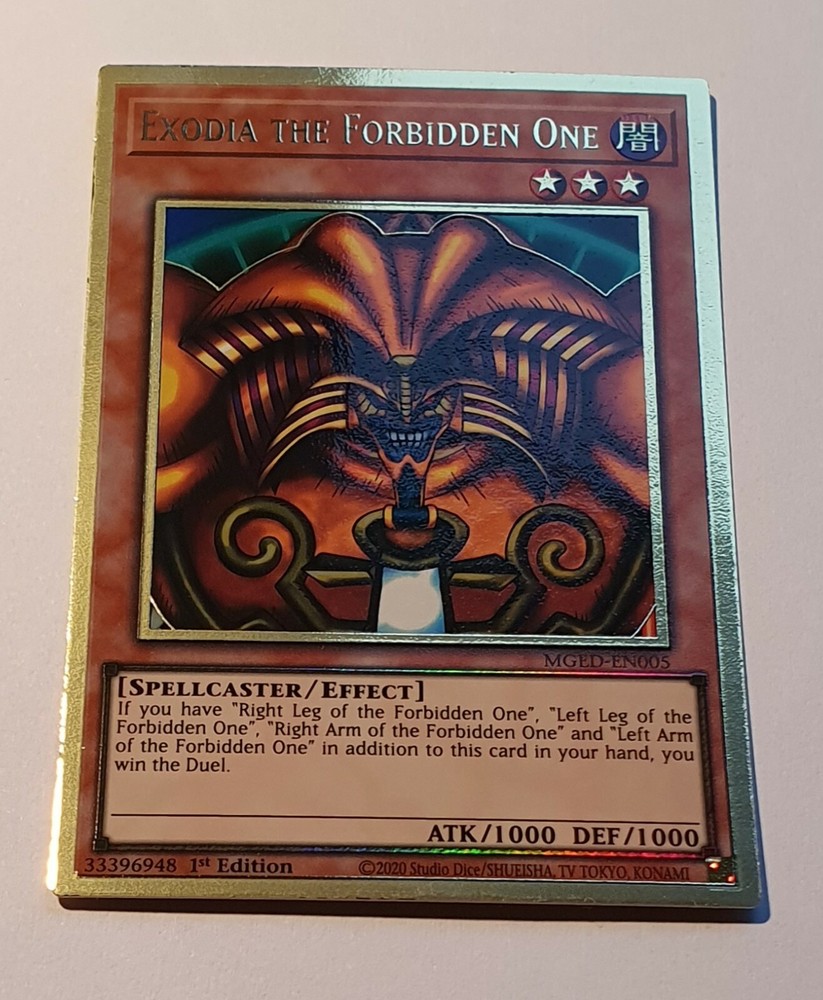 EXODIA THE FORBIDDEN ONE 闇
MGED-EN005
[SPELLCASTER/EFFECT]
If you have "Right Leg of the Forbidden One", "Left Leg of the
Forbidden One", "Right Arm of the Forbidden One" and "Left Arm
of the Forbidden One" in addition to this card in your hand, you
win the Duel.
ATK/1000 DEF/1000
33396948 1st Edition
©2020 Studio Dice/SHUEISHA, TV TOKYO, KONAMI